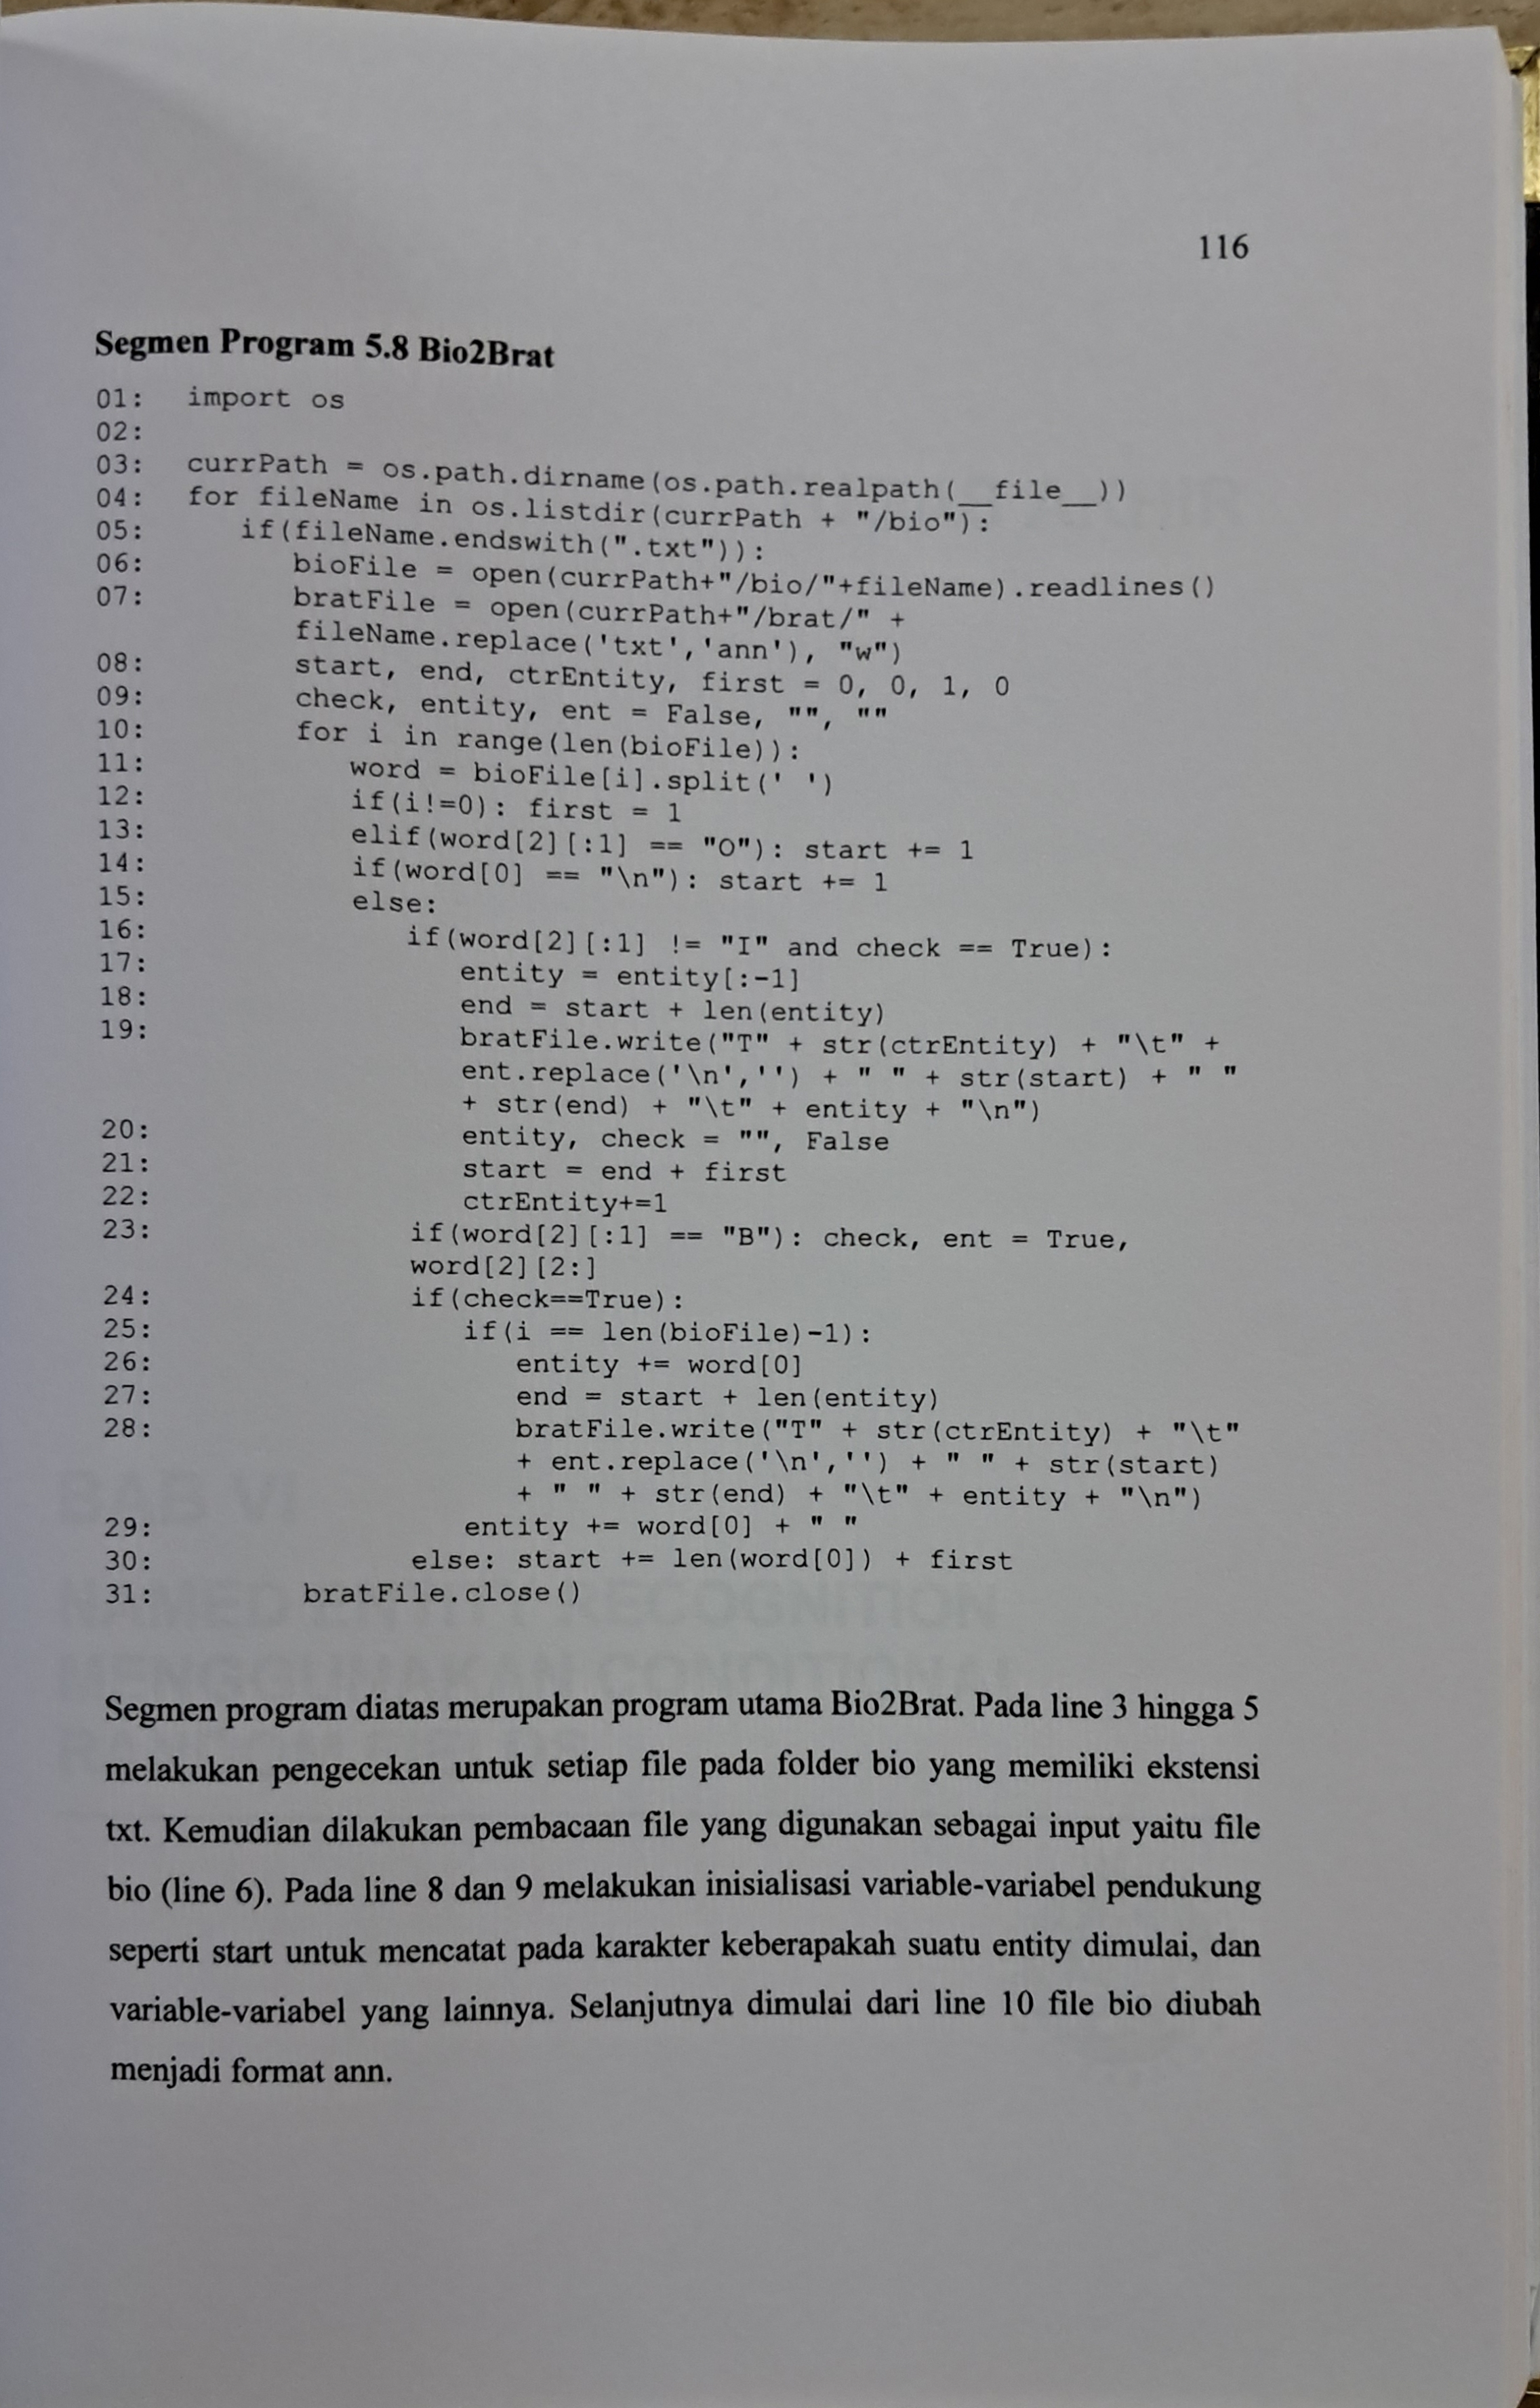 116
Segmen Program 5.8 Bio2Brat
01: import os
02:
03: currPath = os.path.dirname(os.path.realpath(__file__))
04: for fileName in os.listdir(currPath + "/bio"):
05: if(fileName.endswith(".txt")):
06: bioFile = open(currPath+"/bio/"+fileName).readlines()
07: bratFile = open(currPath+"/brat/" +
fileName.replace('txt','ann'), "w")
08: start, end, ctrEntity, first = 0, 0, 1, 0
09: check, entity, ent = False, "", ""
10: for i in range(len(bioFile)):
11: word = bioFile[i].split(' ')
12: if(i!=0): first = 1
13: elif(word[2][:1] == "O"): start += 1
14: if(word[0] == "\n"): start += 1
15: else:
16: if(word[2][:1] != "I" and check == True):
17: entity = entity[:-1]
18: end = start + len(entity)
19: bratFile.write("T" + str(ctrEntity) + "\t" +
ent.replace('\n','') + " " + str(start) + " "
+ str(end) + "\t" + entity + "\n")
20: entity, check = "", False
21: start = end + first
22: ctrEntity+=1
23: if(word[2][:1] == "B"): check, ent = True,
word[2][2:]
24: if(check==True):
25: if(i == len(bioFile)-1):
26: entity += word[0]
27: end = start + len(entity)
28: bratFile.write("T" + str(ctrEntity) + "\t"
+ ent.replace('\n','') + " " + str(start)
+ " " + str(end) + "\t" + entity + "\n")
29: entity += word[0] + " "
30: else: start += len(word[0]) + first
31: bratFile.close()
Segmen program diatas merupakan program utama Bio2Brat. Pada line 3 hingga 5
melakukan pengecekan untuk setiap file pada folder bio yang memiliki ekstensi
txt. Kemudian dilakukan pembacaan file yang digunakan sebagai input yaitu file
bio (line 6). Pada line 8 dan 9 melakukan inisialisasi variable-variabel pendukung
seperti start untuk mencatat pada karakter keberapakah suatu entity dimulai, dan
variable-variabel yang lainnya. Selanjutnya dimulai dari line 10 file bio diubah
menjadi format ann.